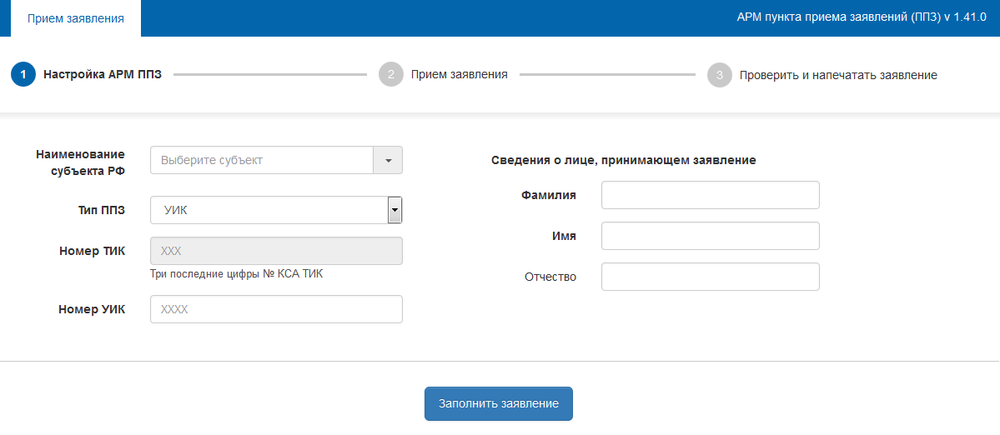 Прием заявления
АРМ пункта приема заявлений (ППЗ) v 1.41.0
1 Настройка АРМ ППЗ
2 Прием заявления
3 Проверить и напечатать заявление
Наименование
субъекта РФ
Выберите субъект
Тип ППЗ
УИК
Номер ТИК
XXX
Три последние цифры № КСА ТИК
Номер УИК
XXXX
Сведения о лице, принимающем заявление
Фамилия
Имя
Отчество
Заполнить заявление